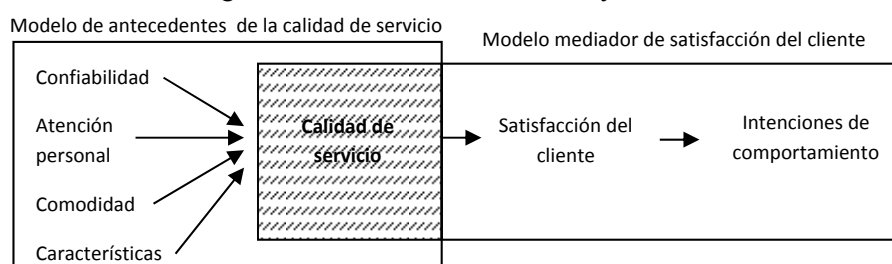 Modelo de antecedentes de la calidad de servicio
Modelo mediador de satisfacción del cliente
Confiabilidad
Atención
personal
Comodidad
Características
Calidad de
servicio
Satisfacción del
cliente
Intenciones de
comportamiento